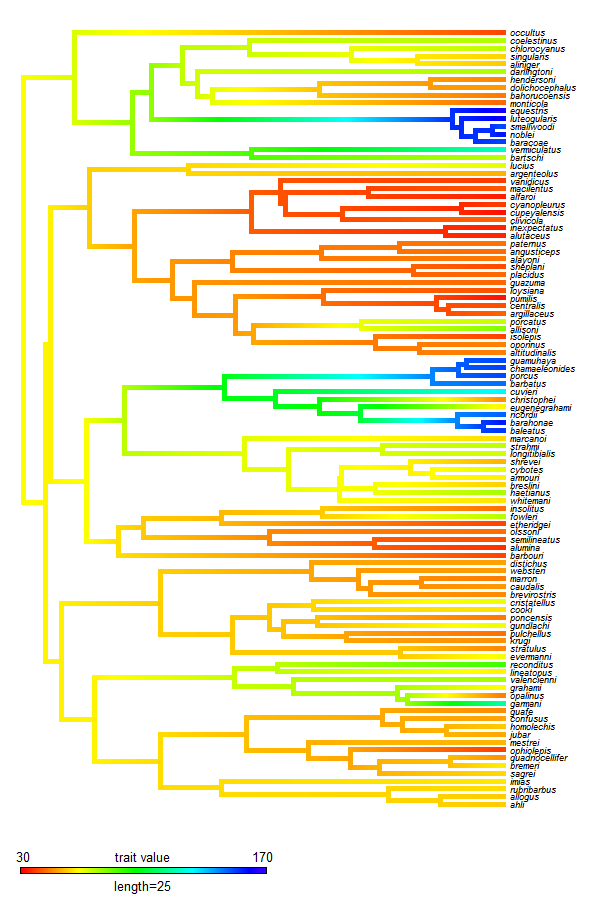 occultus
coelestinus
chlorocyanus
singularis
aliniger
darlingtoni
hendersoni
dolichocephalus
bahorucoensis
monticola
equestris
luteogularis
smallwoodi
noblei
baracoae
vermiculatus
bartschi
lucius
argenteolus
vanidicus
macilentus
alfaroi
cyanopleurus
cupeyalensis
clivicola
inexpectatus
alutaceus
paternus
angusticeps
alayoni
sheplani
placidus
guazuma
loysiana
pumilis
centralis
argillaceus
porcatus
allisoni
isolepis
oporinus
altitudinalis
guamuhaya
chamaeleonides
porcus
barbatus
cuvieri
christophei
eugenegrahami
ricordii
barahonae
baleatus
marcanoi
strahmi
longitibialis
shrevei
cybotes
armouri
breslini
haetianus
whitemani
insolitus
fowleri
etheridgei
olssoni
semilineatus
alumina
barbouri
distichus
websteri
marron
caudalis
brevirostris
cristatellus
cooki
poncensis
gundlachi
pulchellus
krugi
stratulus
evermanni
reconditus
lineatopus
valencienni
grahami
opalinus
garmani
guafe
confusus
homolechis
jubar
mestrei
ophiolepis
quadriocellifer
bremeri
sagrei
imias
rubribarbus
allogus
ahli
30 trait value 170
length=25